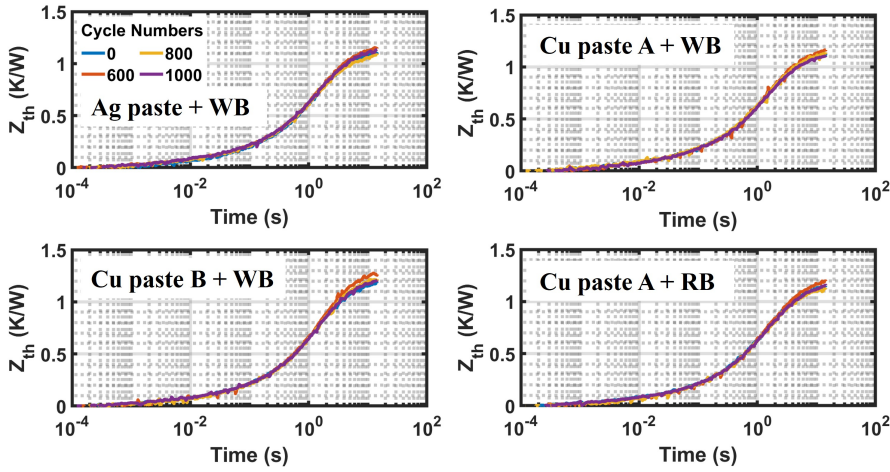 Cycle Numbers
0 800
600 1000
Ag paste + WB
Z_th (K/W)
1.5
1
0.5
0
10^-4 10^-2 10^0 10^2
Time (s)
Cu paste A + WB
Z_th (K/W)
1.5
1
0.5
0
10^-4 10^-2 10^0 10^2
Time (s)
Cu paste B + WB
Z_th (K/W)
1.5
1
0.5
0
10^-4 10^-2 10^0 10^2
Time (s)
Cu paste A + RB
Z_th (K/W)
1.5
1
0.5
0
10^-4 10^-2 10^0 10^2
Time (s)